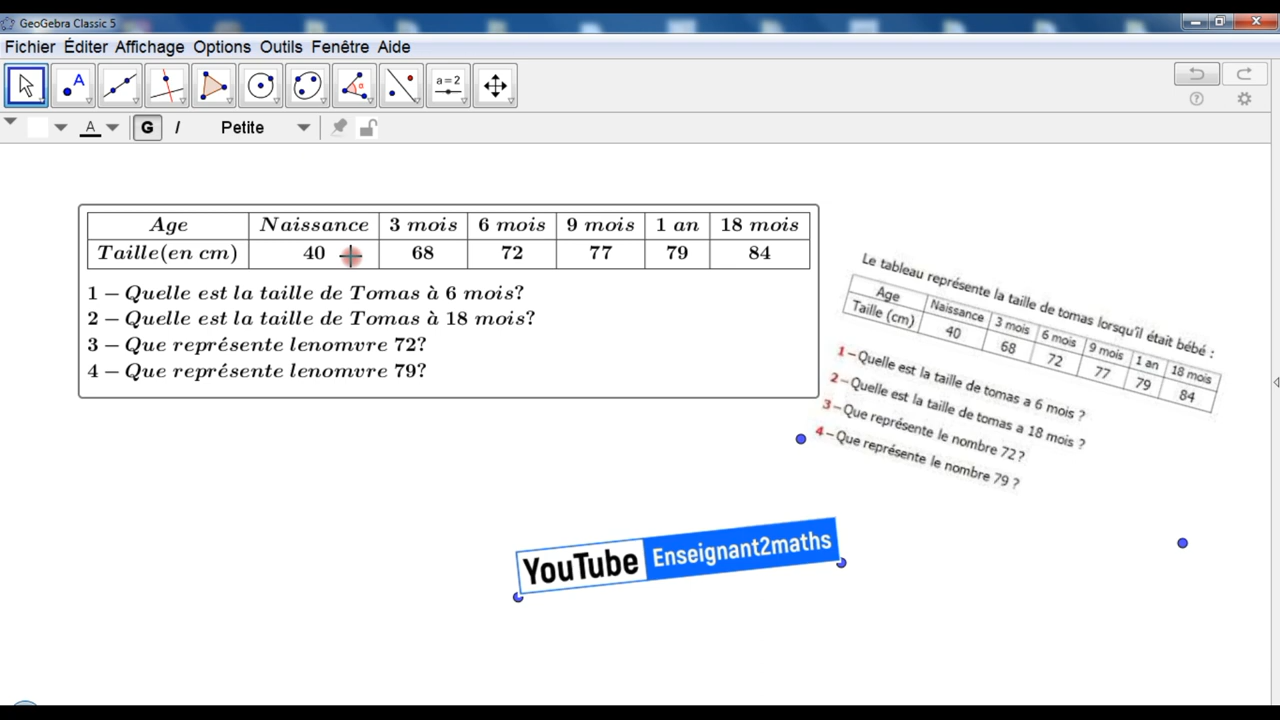 GeoGebra Classic 5
Fichier Éditer Affichage Options Outils Fenêtre Aide
A a=2
A G I Petite
Age Naissance 3 mois 6 mois 9 mois 1 an 18 mois
Taille(en cm) 40 68 72 77 79 84
1 – Quelle est la taille de Tomas à 6 mois?
2 – Quelle est la taille de Tomas à 18 mois?
3 – Que représente lenomvre 72?
4 – Que représente lenomvre 79?
Le tableau représente la taille de tomas lorsqu'il était bébé :
Age Naissance 3 mois 6 mois 9 mois 1 an 18 mois
Taille (cm) 40 68 72 77 79 84
1– Quelle est la taille de tomas a 6 mois ?
2– Quelle est la taille de tomas a 18 mois ?
3– Que représente le nombre 72?
4– Que représente le nombre 79 ?
YouTube Enseignant2maths